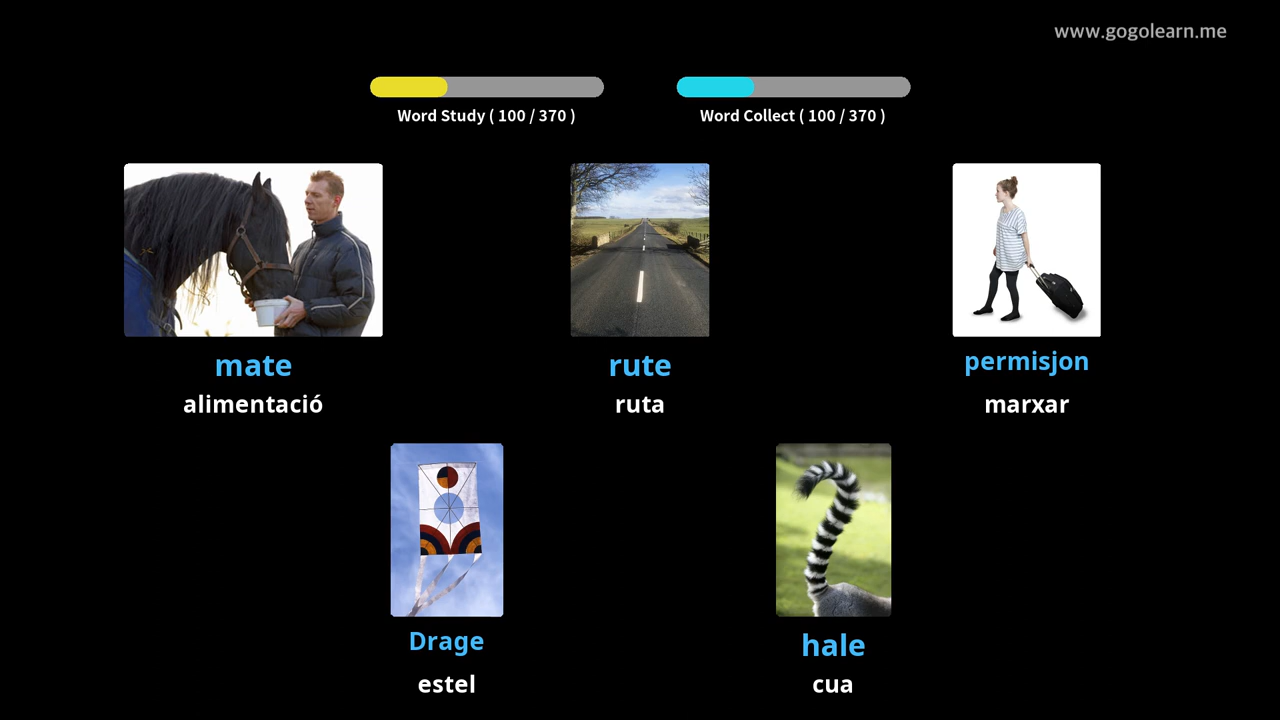 www.gogolearn.me
Word Study ( 100 / 370 )
Word Collect ( 100 / 370 )
mate
alimentació
rute
ruta
permisjon
marxar
Drage
estel
hale
cua